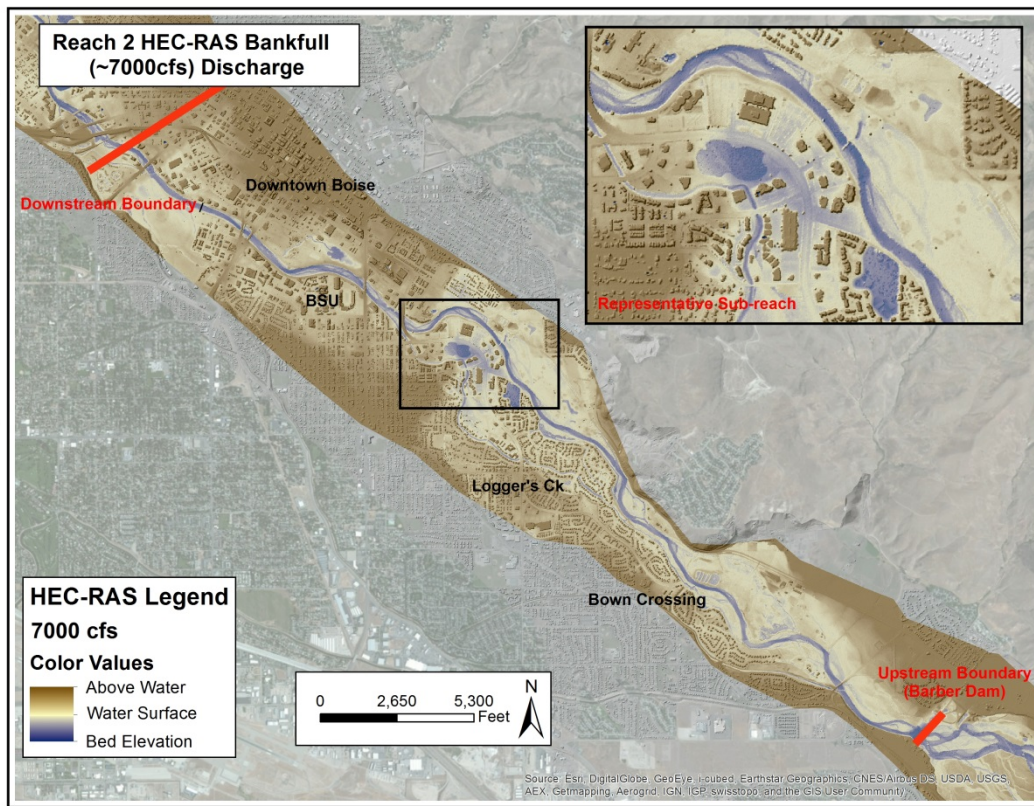 Reach 2 HEC-RAS Bankfull
(~7000cfs) Discharge
Downtown Boise
Downstream Boundary
BSU
Representative Sub-reach
Logger's Ck
Bown Crossing
Upstream Boundary
(Barber Dam)
HEC-RAS Legend
7000 cfs
Color Values
Above Water
Water Surface
Bed Elevation
0 2,650 5,300
Feet
N
Source: Esri, DigitalGlobe, GeoEye, i-cubed, Earthstar Geographics, CNES/Airbus DS, USDA, USGS,
AEX, Getmapping, Aerogrid, IGN, IGP, swisstopo, and the GIS User Community